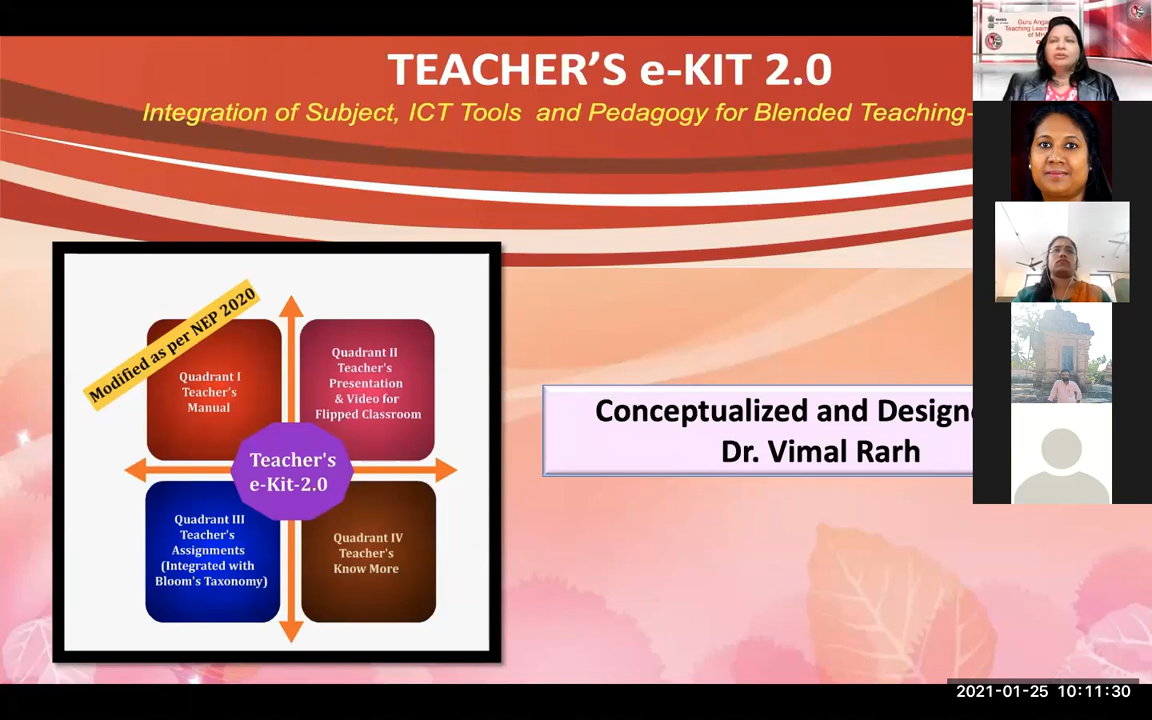 TEACHER'S e-KIT 2.0
Integration of Subject, ICT Tools and Pedagogy for Blended Teaching-
Modified as per NEP 2020
Quadrant I
Teacher's
Manual
Quadrant II
Teacher's
Presentation
& Video for
Flipped Classroom
Teacher's
e-Kit-2.0
Quadrant III
Teacher's
Assignments
(Integrated with
Bloom's Taxonomy)
Quadrant IV
Teacher's
Know More
Conceptualized and
Dr. Vimal Rarh
Guru
Teaching
2021-01-25 10:11:30